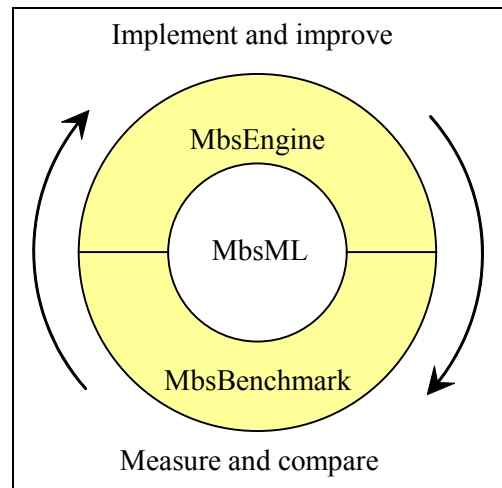 Implement and improve
MbsEngine
MbsML
MbsBenchmark
Measure and compare